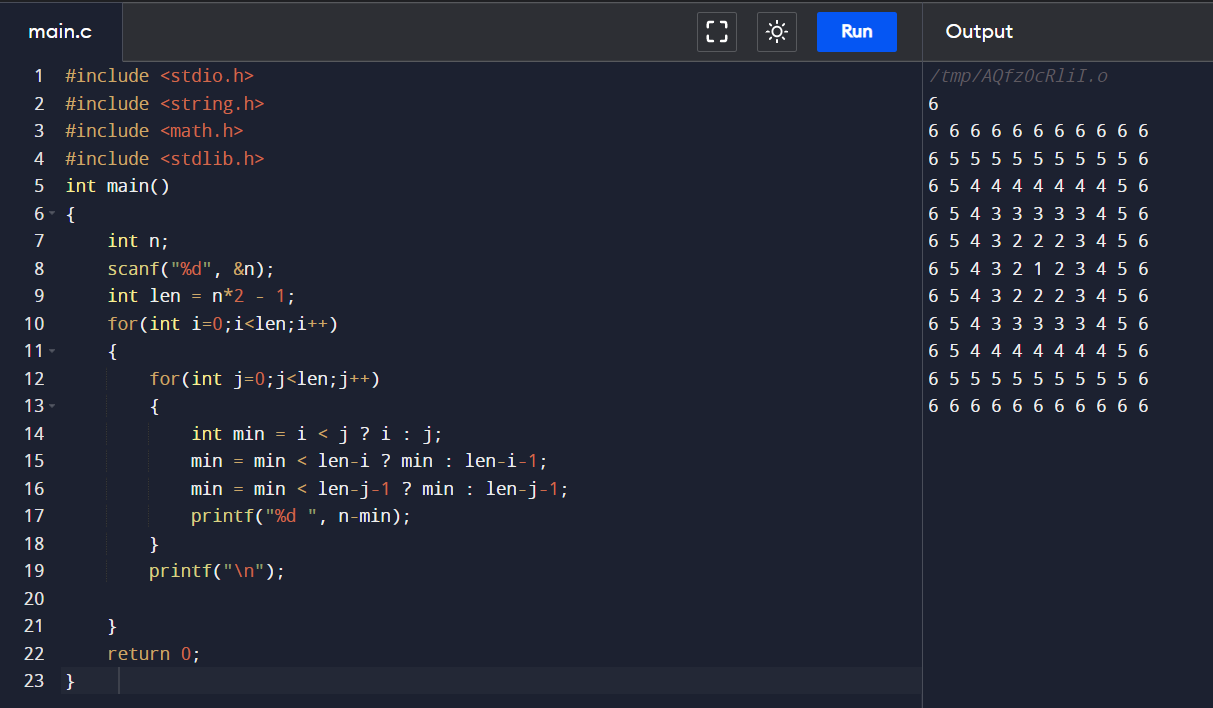 main.c
Run
Output
1 #include <stdio.h>
2 #include <string.h>
3 #include <math.h>
4 #include <stdlib.h>
5 int main()
6 {
7     int n;
8     scanf("%d", &n);
9     int len = n*2 - 1;
10     for(int i=0;i<len;i++)
11     {
12         for(int j=0;j<len;j++)
13         {
14             int min = i < j ? i : j;
15             min = min < len-i ? min : len-i-1;
16             min = min < len-j-1 ? min : len-j-1;
17             printf("%d ", n-min);
18         }
19         printf("\n");
20
21     }
22     return 0;
23 }
/tmp/AQfzOcRliI.o
6
6 6 6 6 6 6 6 6 6 6 6
6 5 5 5 5 5 5 5 5 5 6
6 5 4 4 4 4 4 4 4 5 6
6 5 4 3 3 3 3 3 4 5 6
6 5 4 3 2 2 2 3 4 5 6
6 5 4 3 2 1 2 3 4 5 6
6 5 4 3 2 2 2 3 4 5 6
6 5 4 3 3 3 3 3 4 5 6
6 5 4 4 4 4 4 4 4 5 6
6 5 5 5 5 5 5 5 5 5 6
6 6 6 6 6 6 6 6 6 6 6